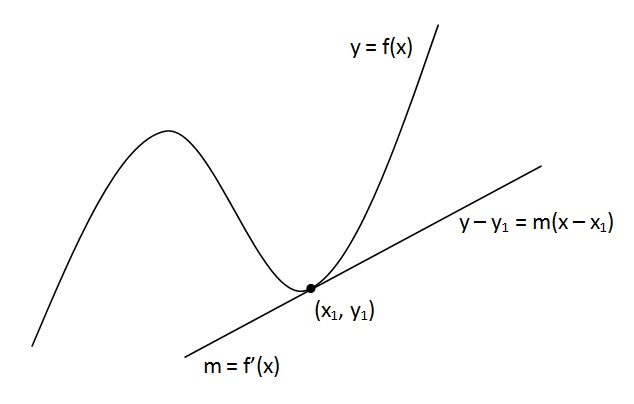 y = f(x)
y – y₁ = m(x – x₁)
(x₁, y₁)
m = f'(x)